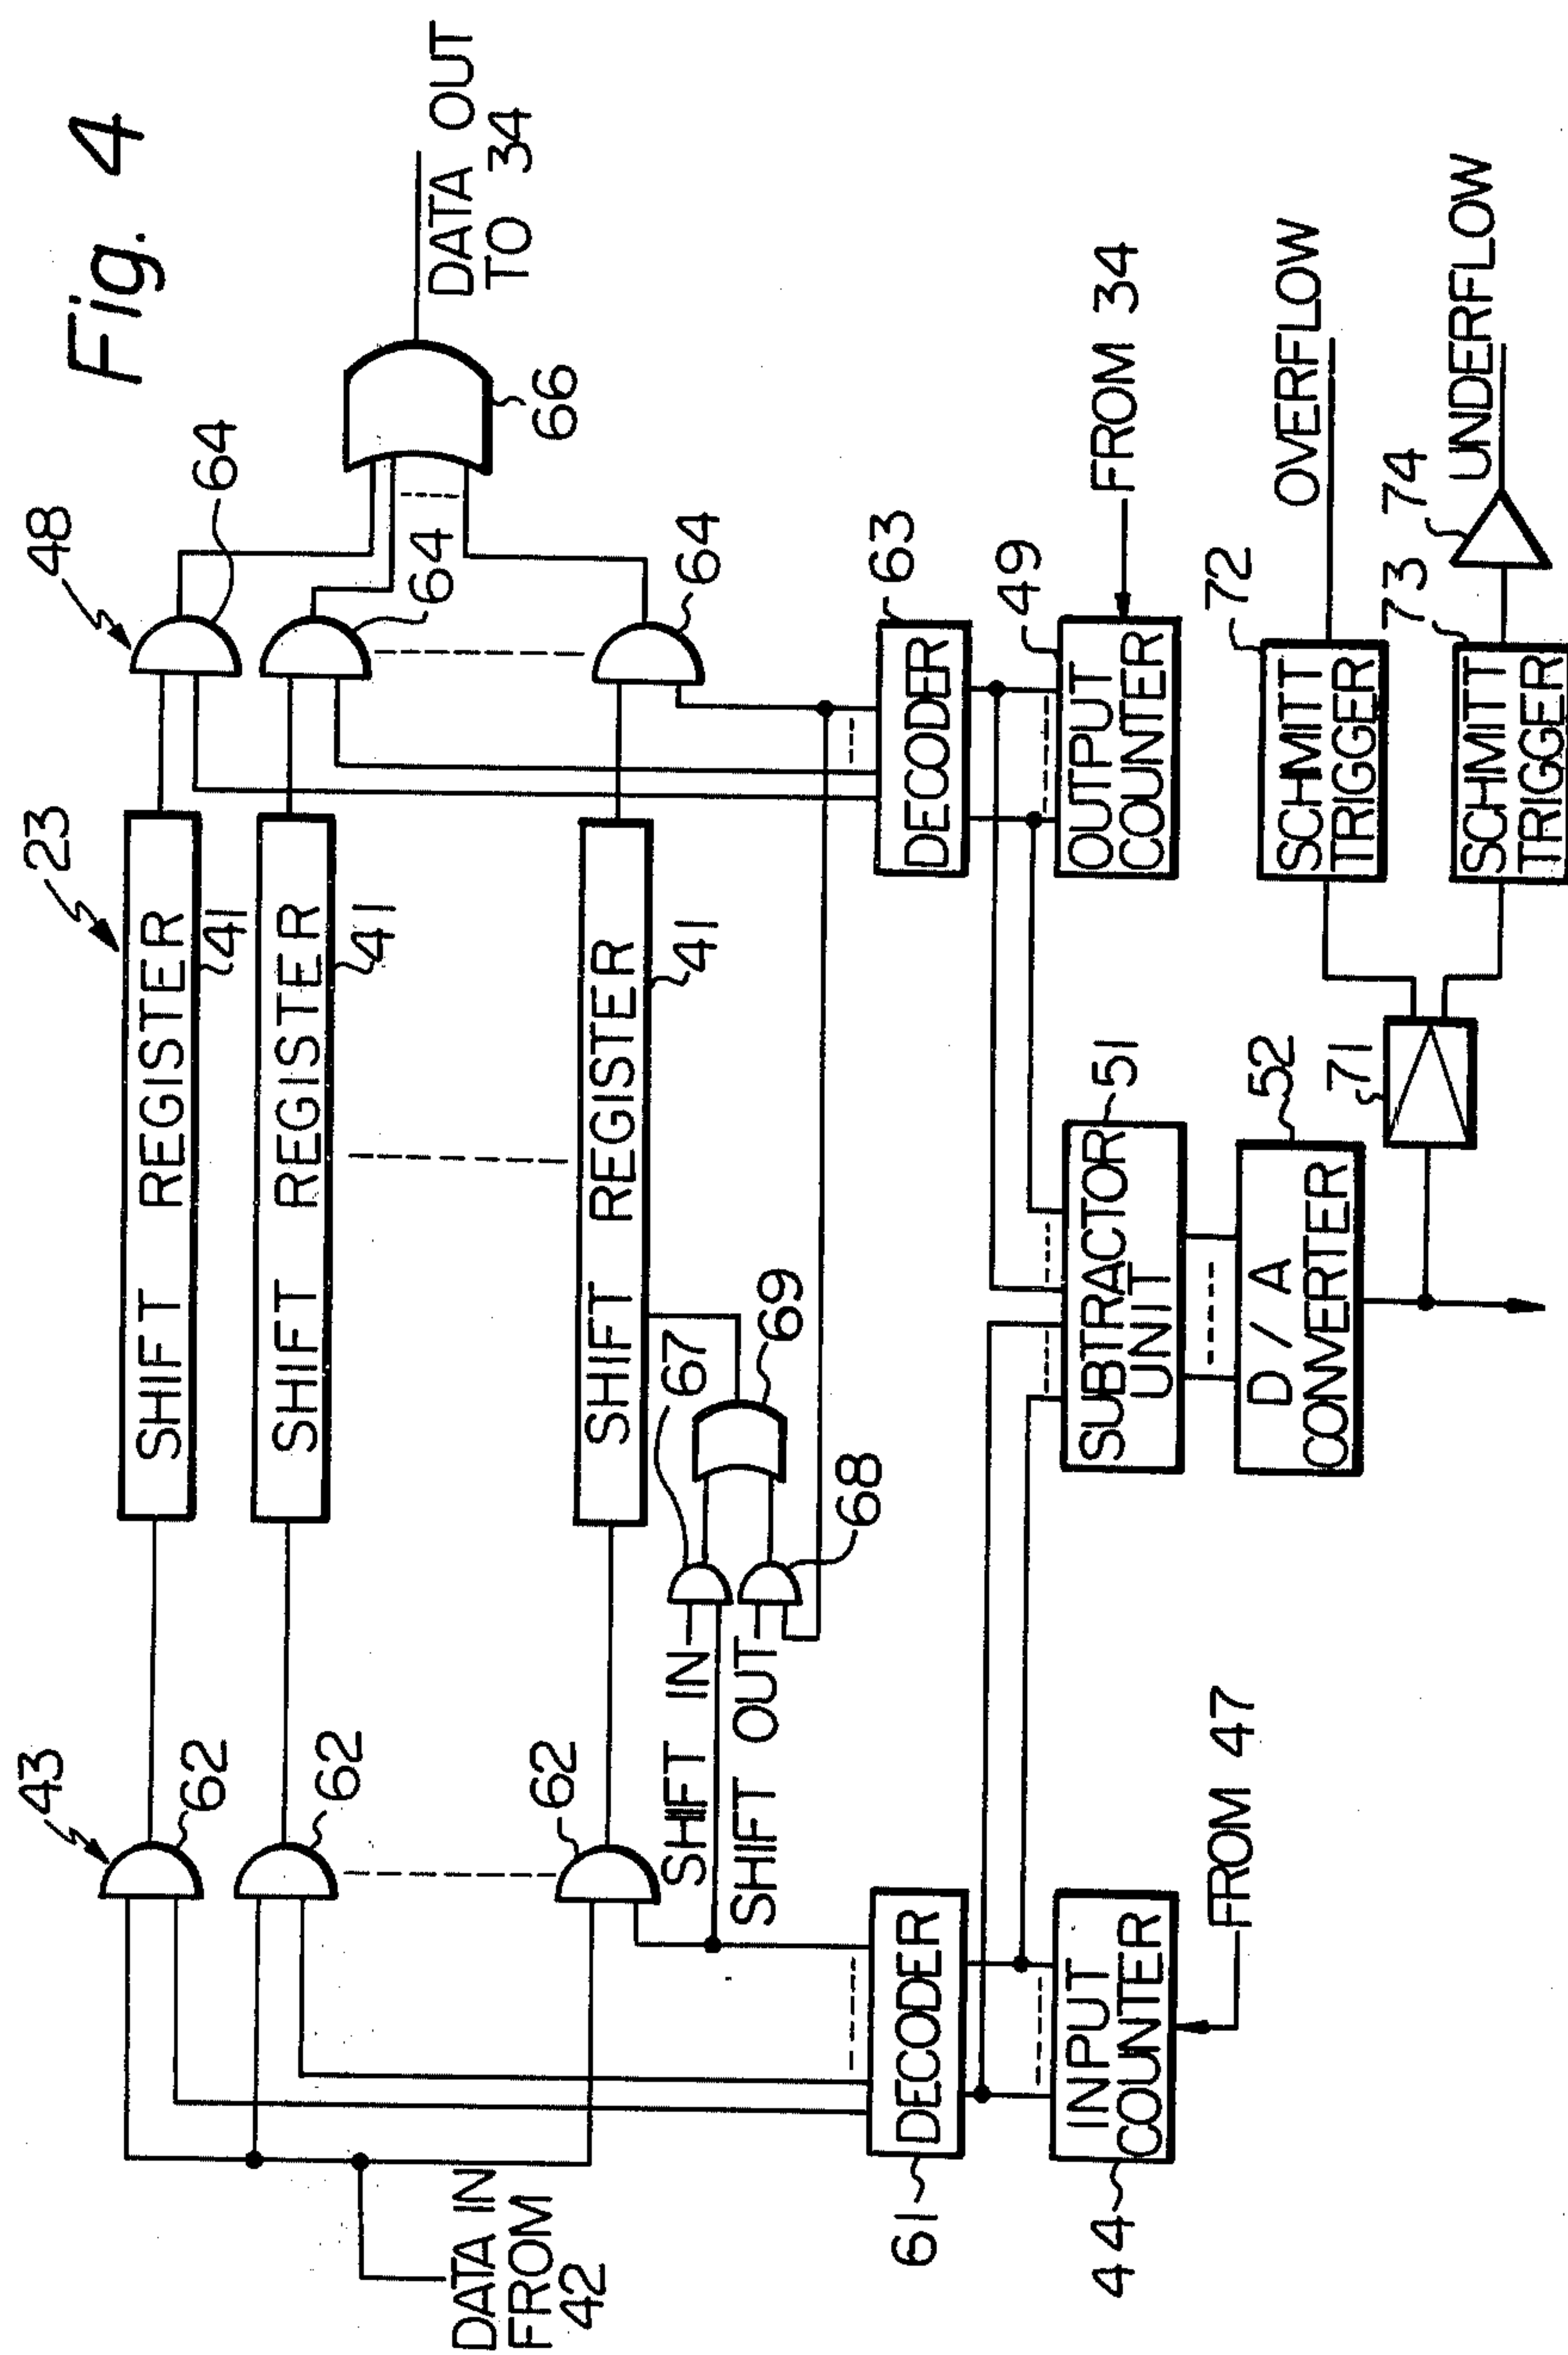 Fig. 4
23
48
43
SHIFT REGISTER
41
62
64
SHIFT REGISTER
41
62
64
SHIFT REGISTER
41
62
64
66
DATA OUT
TO 34
DATA IN
FROM
42
SHIFT IN
SHIFT OUT
67
68
69
61
DECODER
DECODER
63
44
INPUT
COUNTER
FROM 47
SUBTRACTOR
UNIT
51
OUTPUT
COUNTER
49
FROM 34
D / A
CONVERTER
52
71
SCHMITT
TRIGGER
72
OVERFLOW
SCHMITT
TRIGGER
73
74
UNDERFLOW